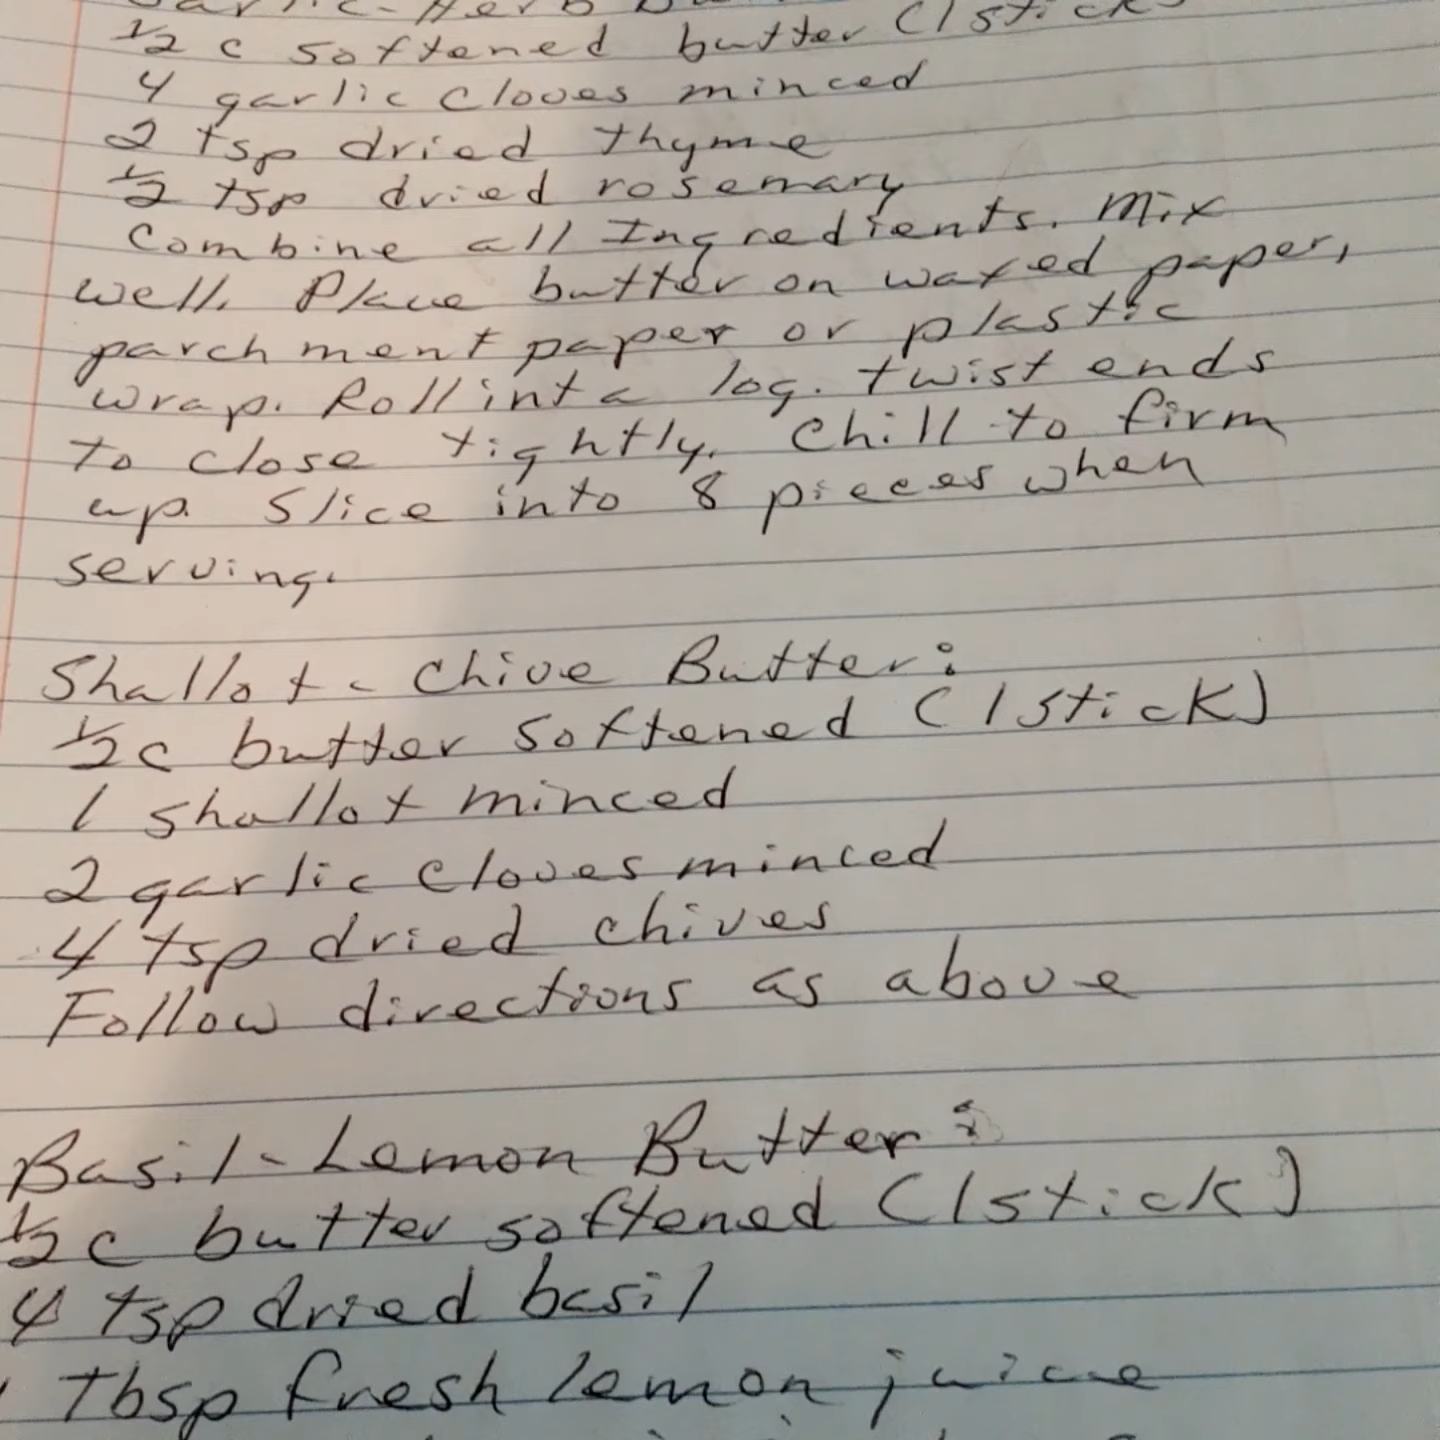 Garlic-Herb Butter
1/2 c softened butter (1 stick)
4 garlic cloves minced
2 tsp dried thyme
1/2 tsp dried rosemary
Combine all Ingredients. Mix
well. Place butter on waxed paper,
parchment paper or plastic
wrap. Roll into a log. twist ends
to close tightly. Chill to firm
up. Slice into 8 pieces when
serving.
Shallot - Chive Butter:
1/2 c butter softened (1 stick)
1 shallot minced
2 garlic cloves minced
4 tsp dried chives
Follow directions as above
Basil-Lemon Butter:
1/2 c butter softened (1 stick)
4 tsp dried basil
1 Tbsp fresh lemon juice